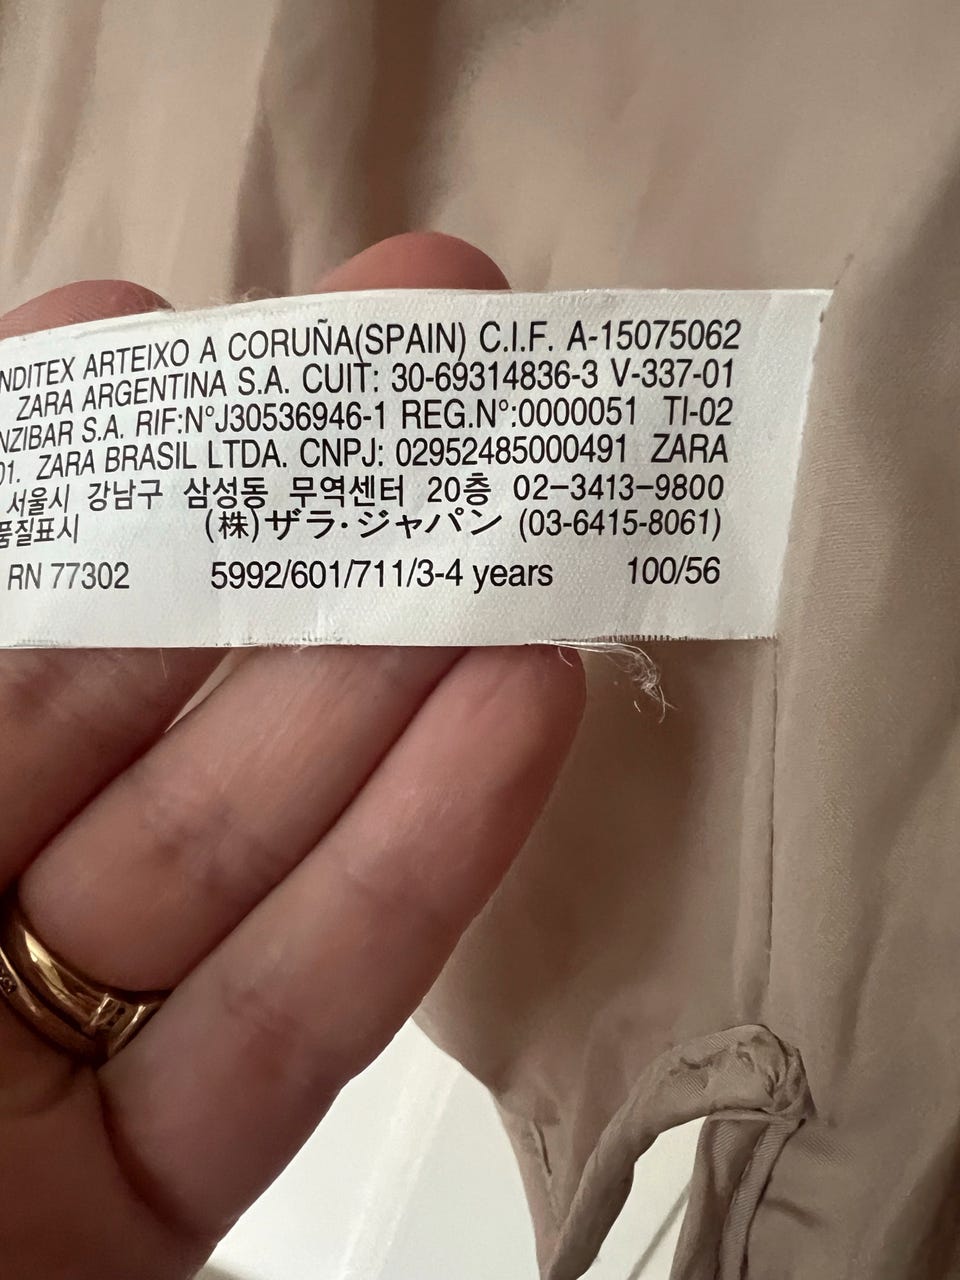 NDITEX ARTEIXO A CORUÑA(SPAIN) C.I.F. A-15075062
ZARA ARGENTINA S.A. CUIT: 30-69314836-3 V-337-01
NZIBAR S.A. RIF:N°J30536946-1 REG.N°:0000051 TI-02
01. ZARA BRASIL LTDA. CNPJ: 02952485000491 ZARA
서울시 강남구 삼성동 무역센터 20층 02-3413-9800
품질표시 (株)ザラ・ジャパン (03-6415-8061)
RN 77302 5992/601/711/3-4 years 100/56